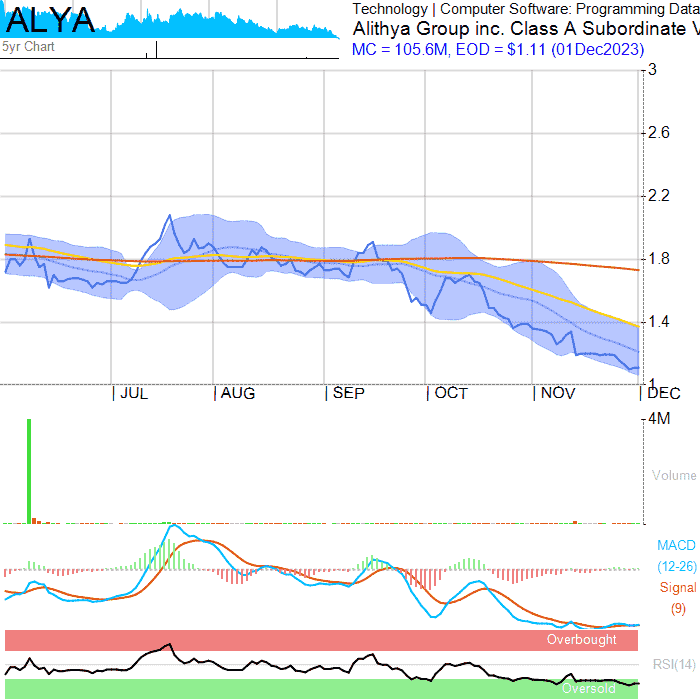 ALYA
5yr Chart
Technology | Computer Software: Programming Data
Alithya Group inc. Class A Subordinate V
MC = 105.6M, EOD = $1.11 (01Dec2023)
3
2.6
2.2
1.8
1.4
1
JUL AUG SEP OCT NOV DEC
4M
Volume
MACD
(12-26)
Signal
(9)
Overbought
RSI(14)
Oversold